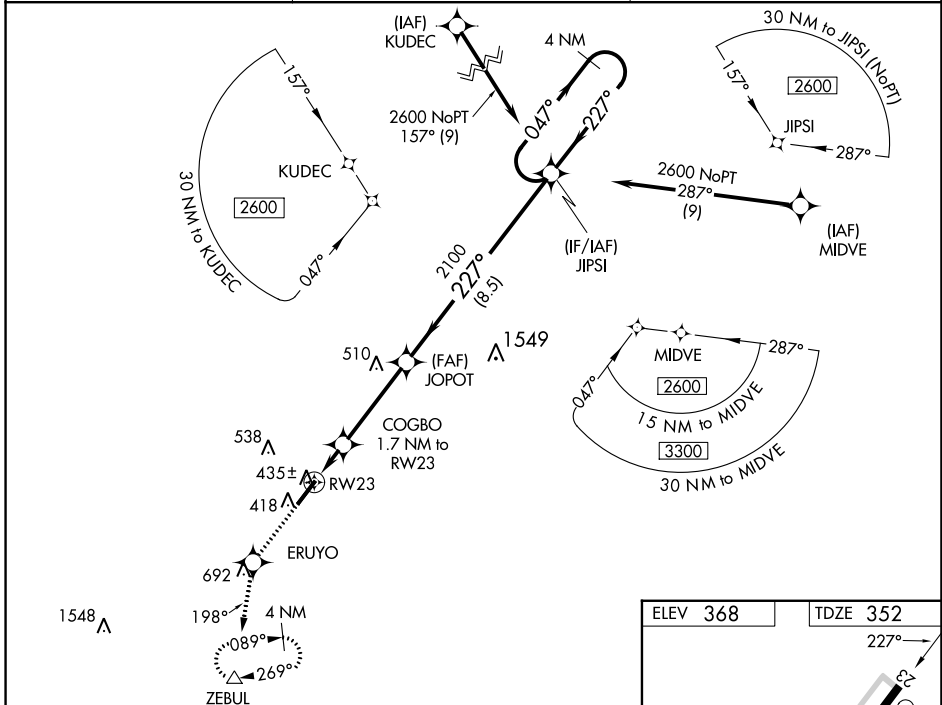 (IAF)
KUDEC
4 NM
30 NM to JIPSI (NoPT)
157°
2600
JIPSI
287°
157°
KUDEC
2600
30 NM to KUDEC
047°
2600 NoPT
157° (9)
047°
227°
2600 NoPT
287°
(9)
(IAF)
MIDVE
(IF/IAF)
JIPSI
2100
227°
(8.5)
1549
510
(FAF)
JOPOT
MIDVE
287°
047°
2600
15 NM to MIDVE
3300
30 NM to MIDVE
COGBO
1.7 NM to
RW23
538
435±
RW23
418
ERUYO
692
1548
198°
4 NM
089°
269°
ZEBUL
ELEV 368
TDZE 352
227°
23